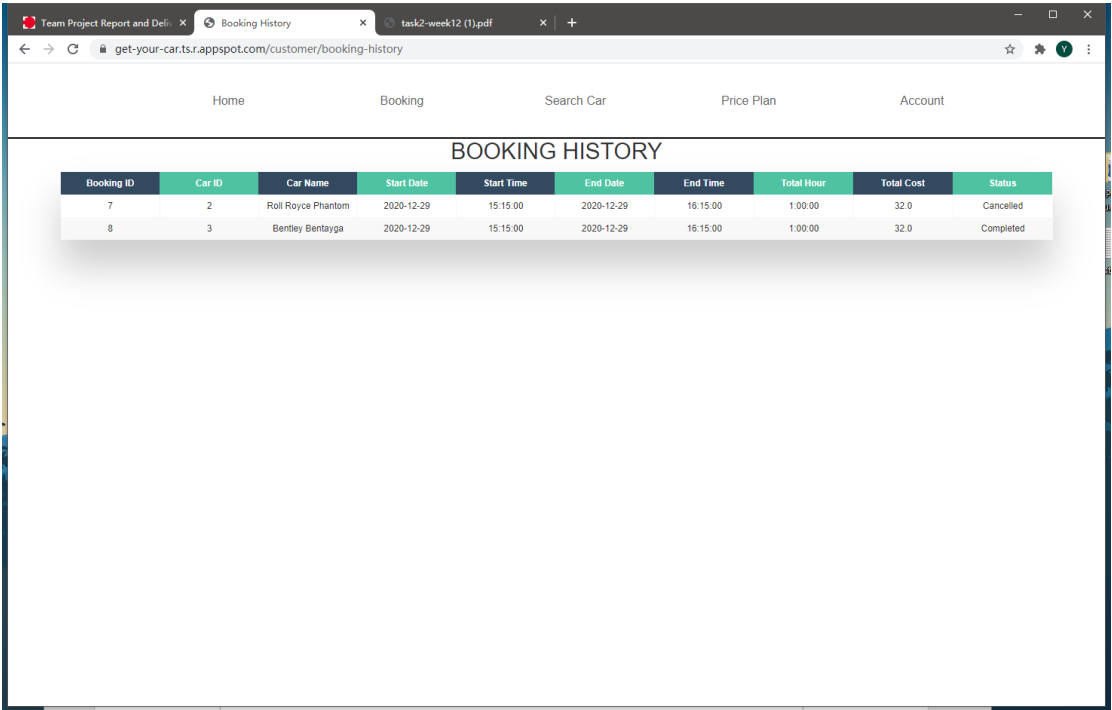 Team Project Report and Deliv
Booking History
task2-week12 (1).pdf
get-your-car.ts.r.appspot.com/customer/booking-history
Y
Home Booking Search Car Price Plan Account
BOOKING HISTORY
Booking ID Car ID Car Name Start Date Start Time End Date End Time Total Hour Total Cost Status
7 2 Roll Royce Phantom 2020-12-29 15:15:00 2020-12-29 16:15:00 1:00:00 32.0 Cancelled
8 3 Bentley Bentayga 2020-12-29 15:15:00 2020-12-29 16:15:00 1:00:00 32.0 Completed